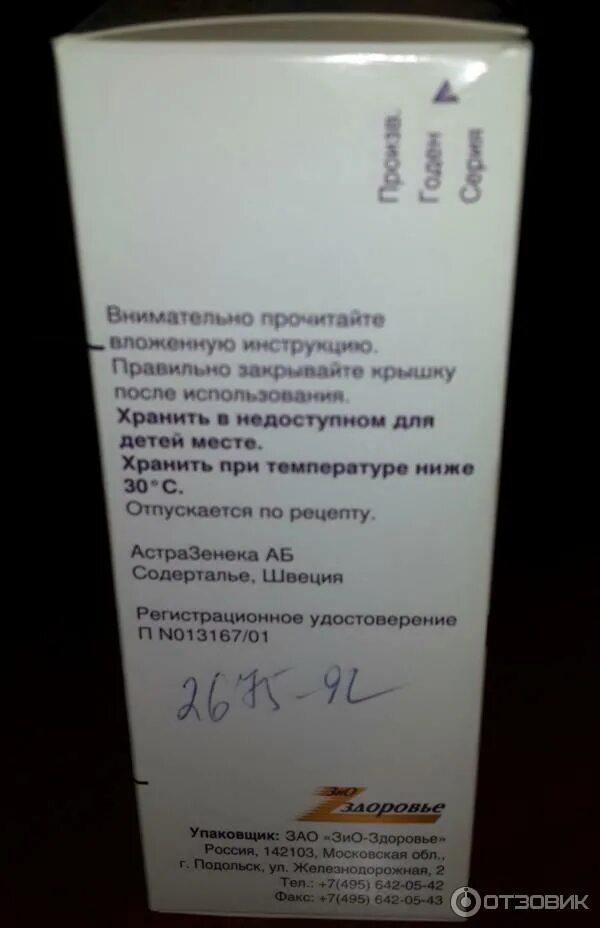 Произв.
Годен
Серия
Внимательно прочитайте
вложенную инструкцию.
Правильно закрывайте крышку
после использования.
Хранить в недоступном для
детей месте.
Хранить при температуре ниже
30°С.
Отпускается по рецепту.
АстраЗенека АБ
Содерталье, Швеция
Регистрационное удостоверение
П N013167/01
2675-92
ЗиО
здоровье
Упаковщик: ЗАО «ЗиО-Здоровье»
Россия, 142103, Московская обл.,
г. Подольск, ул. Железнодорожная, 2
Тел.: +7(495) 642-05-42
Факс: +7(495) 642-05-43
ОТЗОВИК